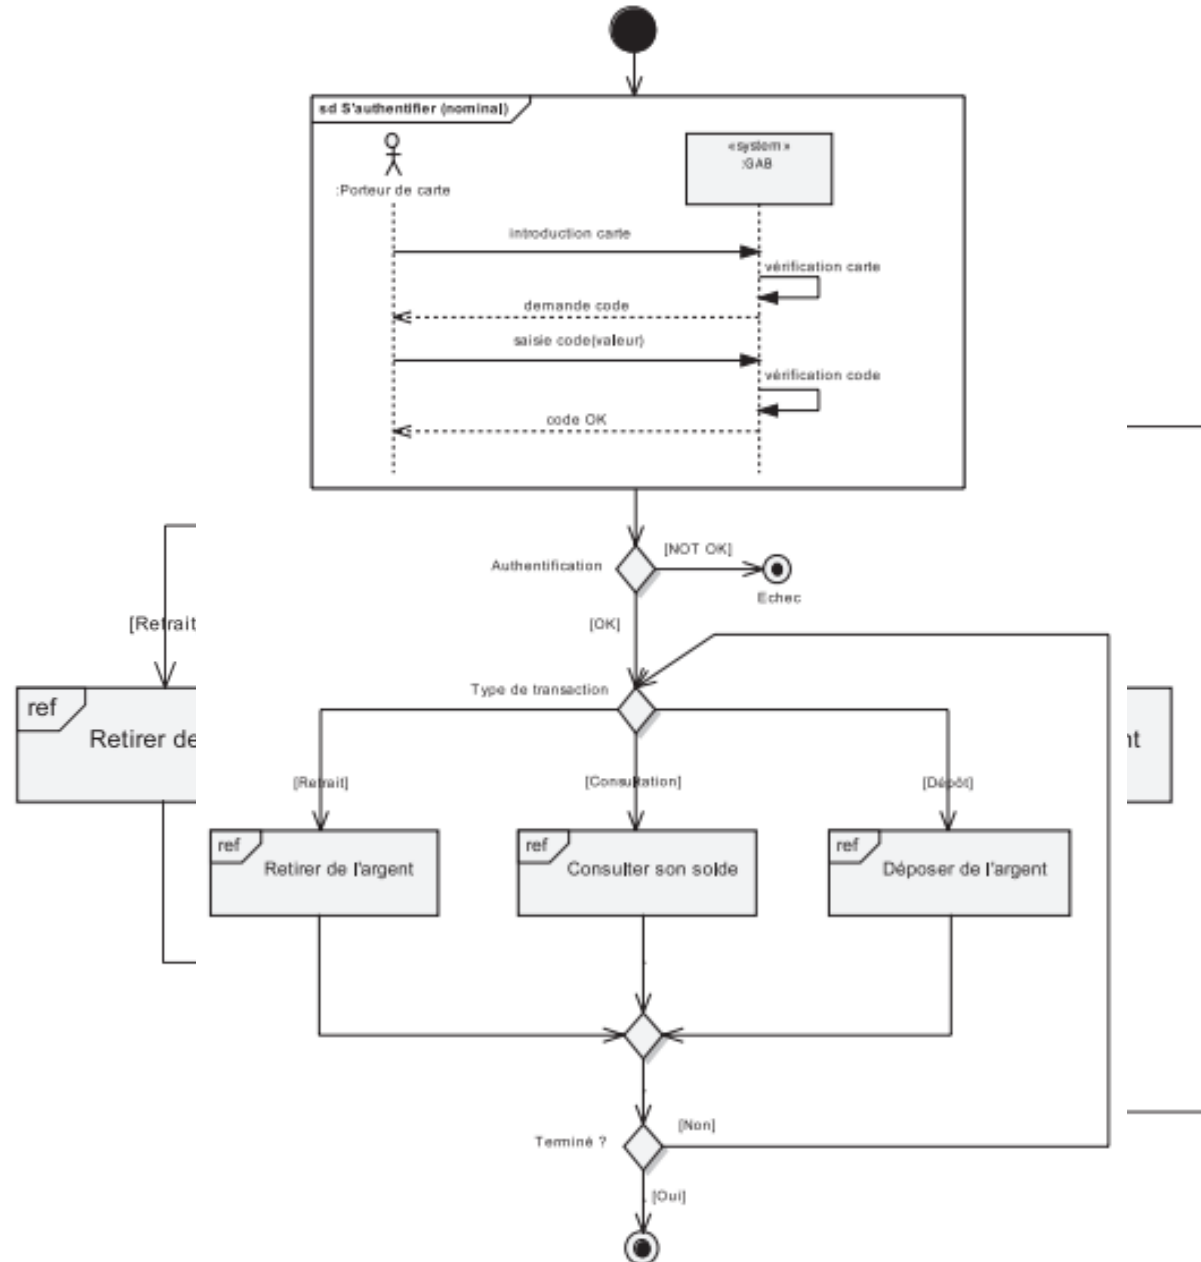 sd S'authentifier (nominal)
«system»
:GAB
:Porteur de carte
introduction carte
vérification carte
demande code
saisie code(valeur)
vérification code
code OK
Authentification
[NOT OK]
Echec
[OK]
[Retrait
ref
Retirer de
nt
Type de transaction
[Retrait]
[Consultation]
[Dépôt]
ref
Retirer de l'argent
ref
Consulter son solde
ref
Déposer de l'argent
Terminé ?
[Non]
[Oui]